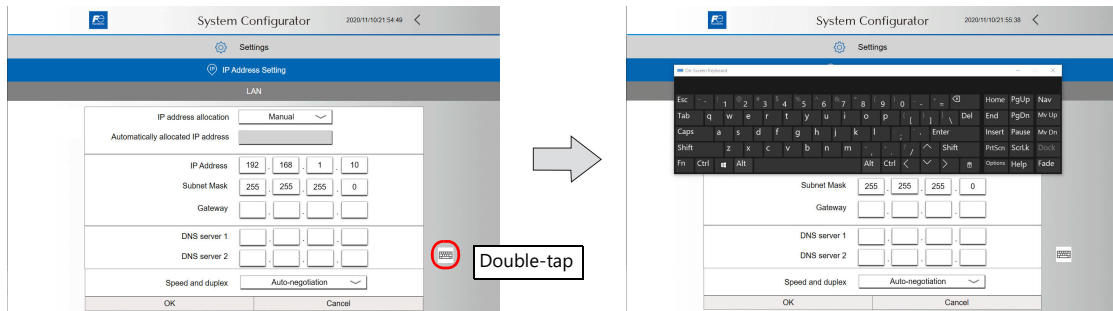 System Configurator 2020/11/10/21:54:49
Settings
IP Address Setting
LAN
IP address allocation Manual
Automatically allocated IP address
IP Address 192 . 168 . 1 . 10
Subnet Mask 255 . 255 . 255 . 0
Gateway . . .
DNS server 1 . . .
DNS server 2 . . .
Speed and duplex Auto-negotiation
OK Cancel
Double-tap
System Configurator 2020/11/10/21:55:38
Settings
On-Screen Keyboard
Esc 1 2 3 4 5 6 7 8 9 0 - = Home PgUp Nav
Tab q w e r t y u i o p [ ] \ Del End PgDn Mv Up
Caps a s d f g h j k l ; ' Enter Insert Pause Mv Dn
Shift z x c v b n m , . / Shift PrtScn ScrLk Dock
Fn Ctrl Alt Alt Ctrl Options Help Fade
Subnet Mask 255 . 255 . 255 . 0
Gateway . . .
DNS server 1 . . .
DNS server 2 . . .
Speed and duplex Auto-negotiation
OK Cancel